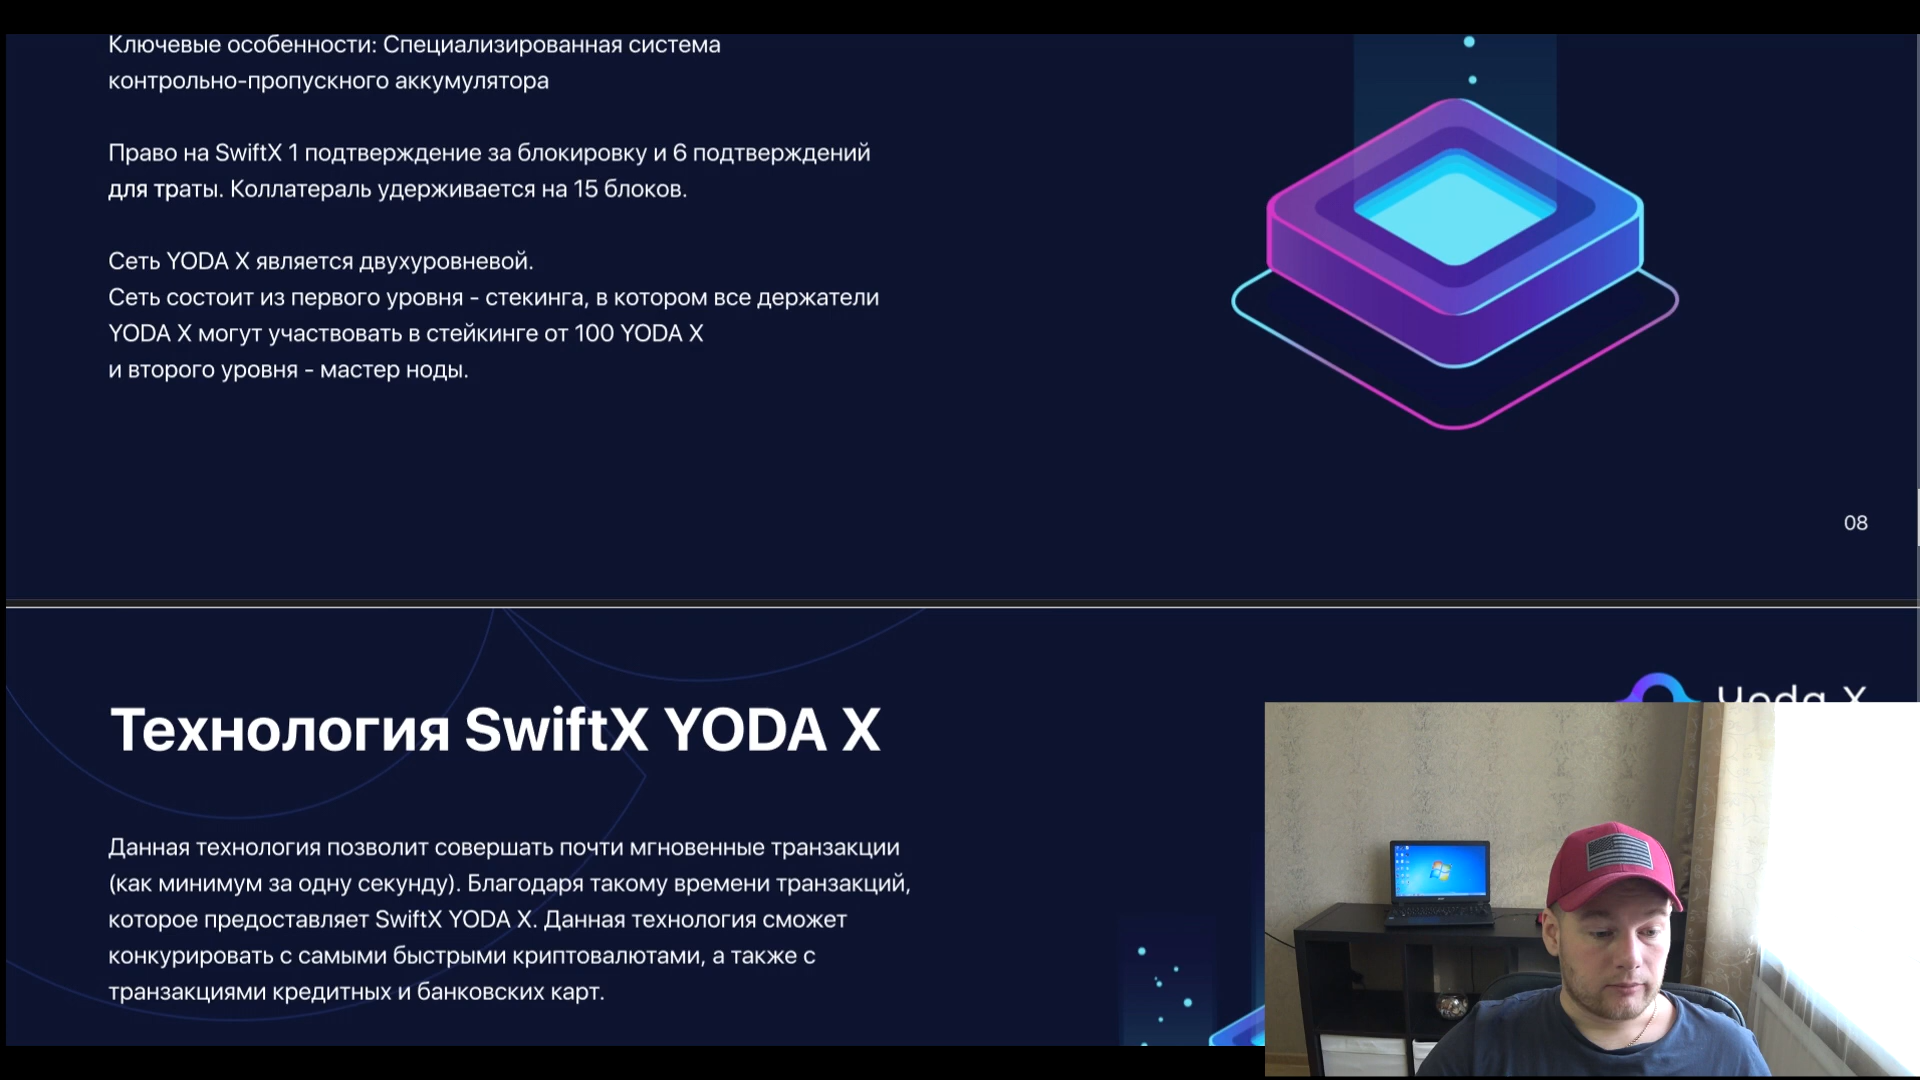 Ключевые особенности: Специализированная система
контрольно-пропускного аккумулятора
Право на SwiftX 1 подтверждение за блокировку и 6 подтверждений
для траты. Коллатераль удерживается на 15 блоков.
Сеть YODA X является двухуровневой.
Сеть состоит из первого уровня - стекинга, в котором все держатели
YODA X могут участвовать в стейкинге от 100 YODA X
и второго уровня - мастер ноды.
08
Yoda X
Технология SwiftX YODA X
Данная технология позволит совершать почти мгновенные транзакции
(как минимум за одну секунду). Благодаря такому времени транзакций,
которое предоставляет SwiftX YODA X. Данная технология сможет
конкурировать с самыми быстрыми криптовалютами, а также с
транзакциями кредитных и банковских карт.